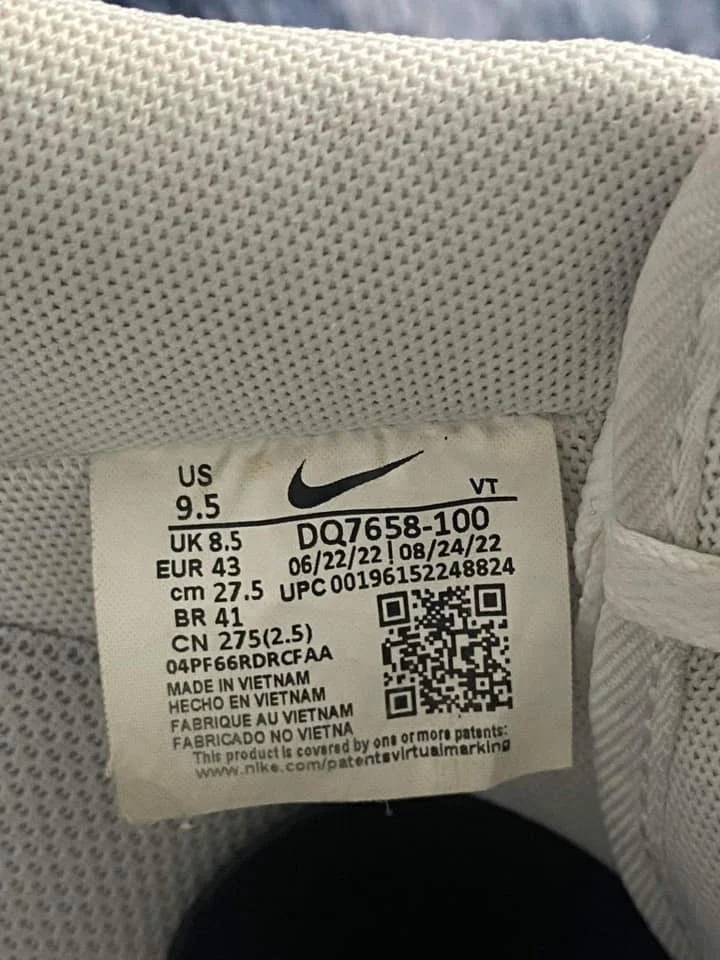 US
9.5
VT
UK 8.5
DQ7658-100
EUR 43
06/22/22 | 08/24/22
cm 27.5
UPC 00196152248824
BR 41
CN 275(2.5)
04PF66RDRCFAA
MADE IN VIETNAM
HECHO EN VIETNAM
FABRIQUE AU VIETNAM
FABRICADO NO VIETNA
This product is covered by one or more patents:
www.nike.com/patentsvirtualmarking